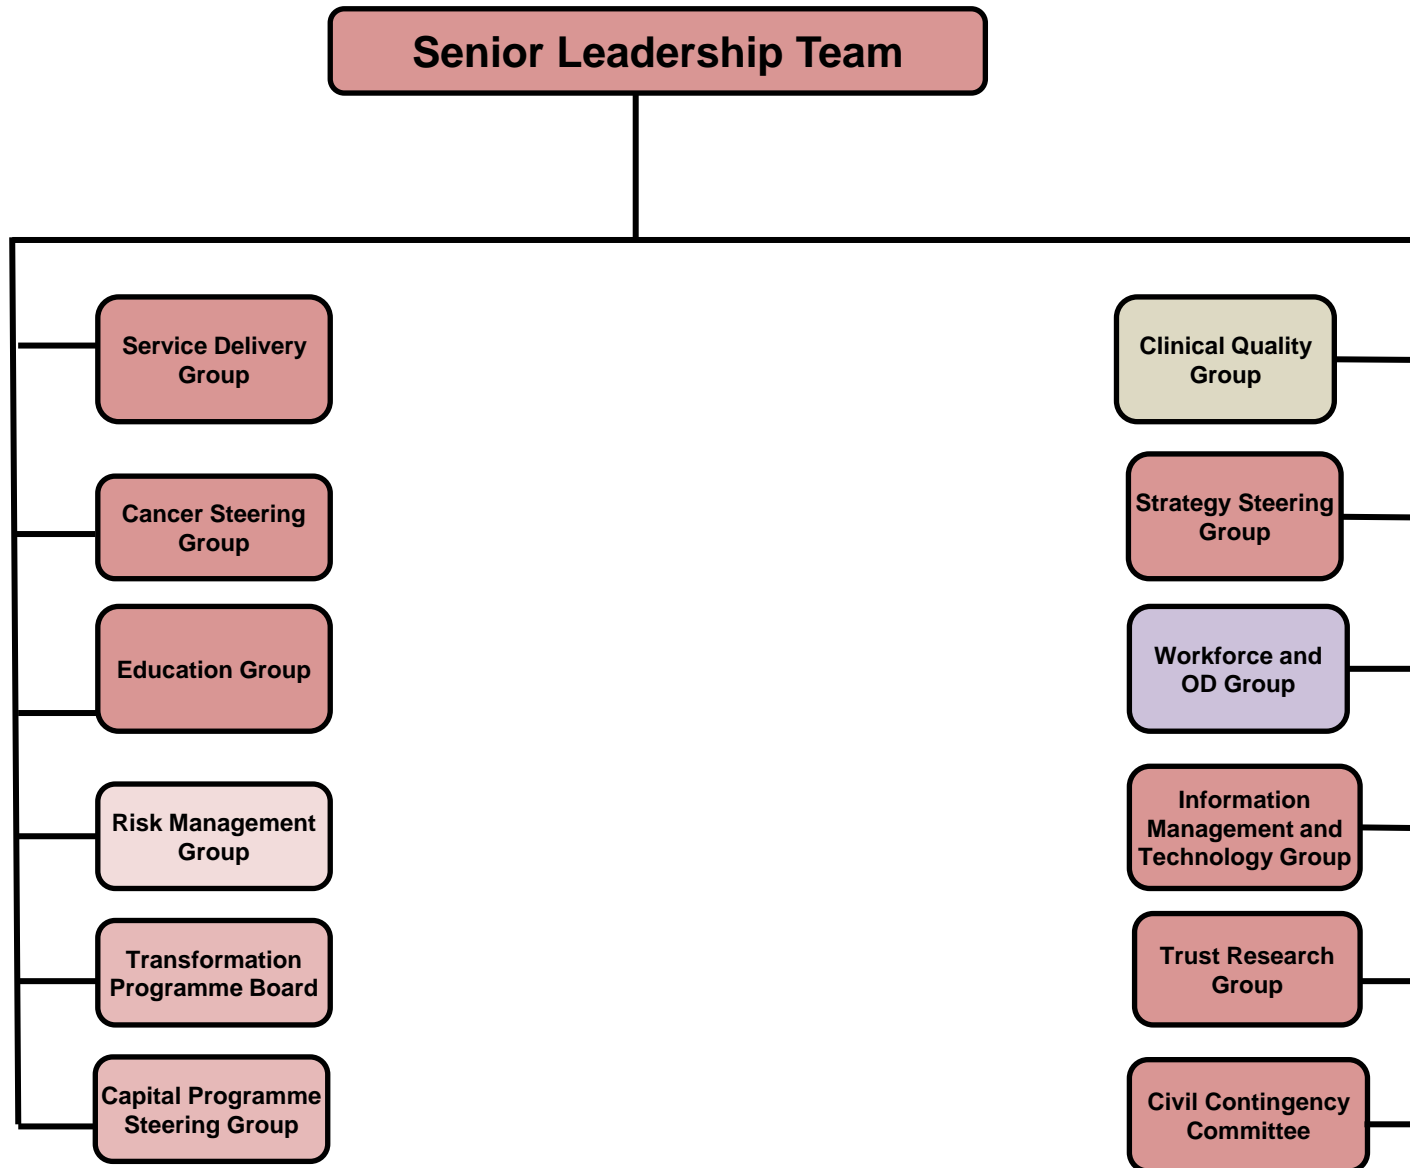 Senior Leadership Team
Service Delivery
Group
Cancer Steering
Group
Education Group
Risk Management
Group
Transformation
Programme Board
Capital Programme
Steering Group
Clinical Quality
Group
Strategy Steering
Group
Workforce and
OD Group
Information
Management and
Technology Group
Trust Research
Group
Civil Contingency
Committee